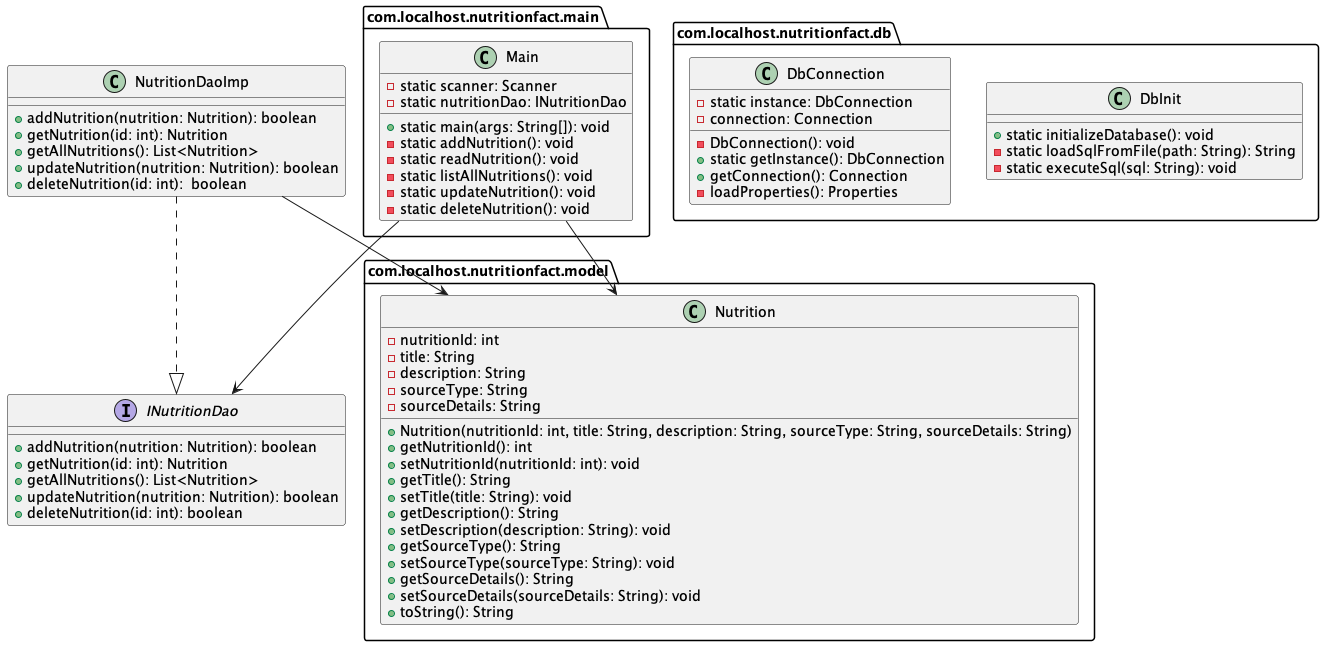 com.localhost.nutritionfact.main
C Main
static scanner: Scanner
static nutritionDao: INutritionDao
static main(args: String[]): void
static addNutrition(): void
static readNutrition(): void
static listAllNutritions(): void
static updateNutrition(): void
static deleteNutrition(): void
com.localhost.nutritionfact.db
C DbConnection
static instance: DbConnection
connection: Connection
DbConnection(): void
static getInstance(): DbConnection
getConnection(): Connection
loadProperties(): Properties
C DbInit
static initializeDatabase(): void
static loadSqlFromFile(path: String): String
static executeSql(sql: String): void
C NutritionDaoImp
addNutrition(nutrition: Nutrition): boolean
getNutrition(id: int): Nutrition
getAllNutritions(): List<Nutrition>
updateNutrition(nutrition: Nutrition): boolean
deleteNutrition(id: int): boolean
com.localhost.nutritionfact.model
C Nutrition
nutritionId: int
title: String
description: String
sourceType: String
sourceDetails: String
Nutrition(nutritionId: int, title: String, description: String, sourceType: String, sourceDetails: String)
getNutritionId(): int
setNutritionId(nutritionId: int): void
getTitle(): String
setTitle(title: String): void
getDescription(): String
setDescription(description: String): void
getSourceType(): String
setSourceType(sourceType: String): void
getSourceDetails(): String
setSourceDetails(sourceDetails: String): void
toString(): String
I INutritionDao
addNutrition(nutrition: Nutrition): boolean
getNutrition(id: int): Nutrition
getAllNutritions(): List<Nutrition>
updateNutrition(nutrition: Nutrition): boolean
deleteNutrition(id: int): boolean